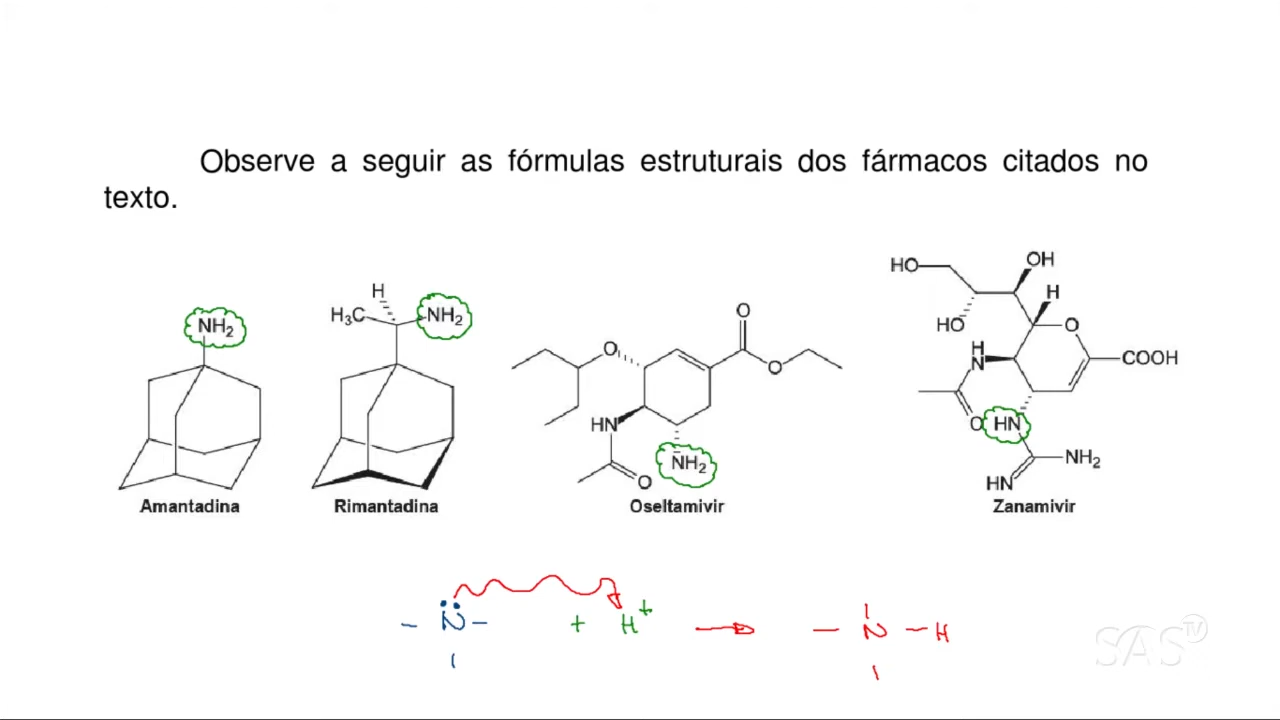 Observe a seguir as fórmulas estruturais dos fármacos citados no
texto.
NH2
Amantadina
H
H3C
NH2
Rimantadina
O
O
O
HN
NH2
O
Oseltamivir
HO
OH
H
HO
O
H
N
COOH
O
HN
NH2
HN
Zanamivir
N + H+ → N - H
SAS TV